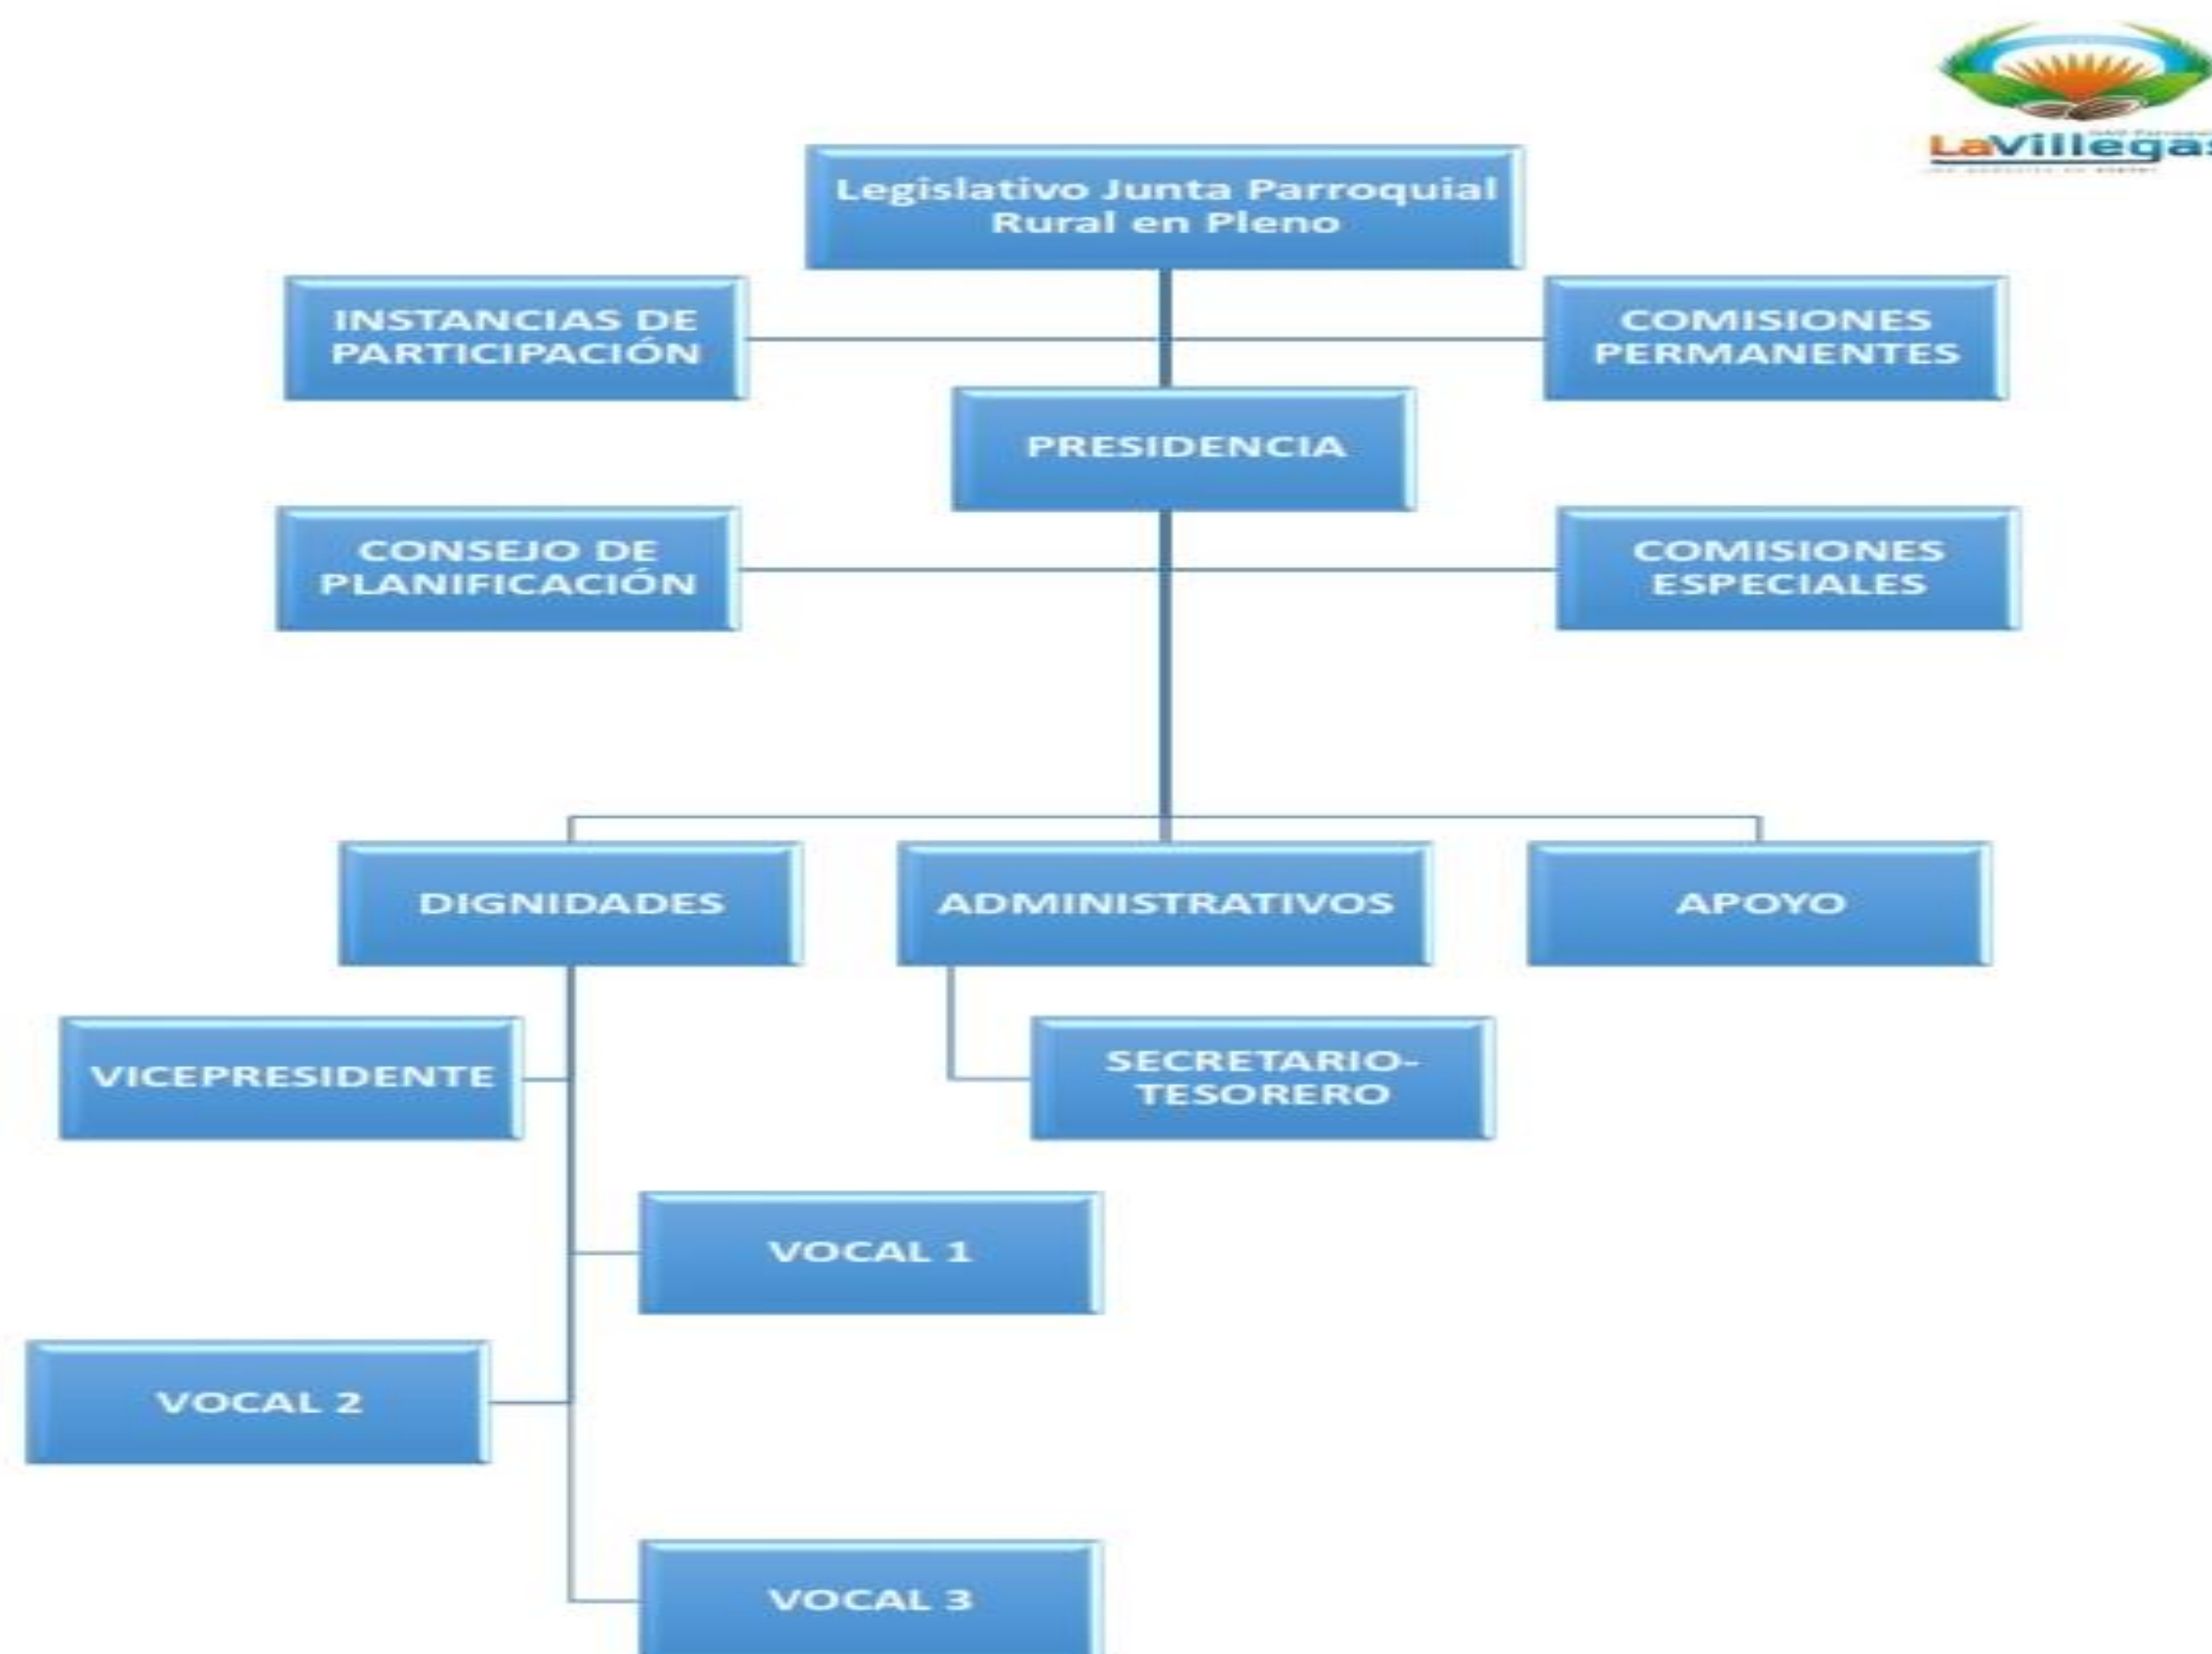 LaVillegas
Legislativo Junta Parroquial
Rural en Pleno
INSTANCIAS DE
PARTICIPACIÓN
COMISIONES
PERMANENTES
PRESIDENCIA
CONSEJO DE
PLANIFICACIÓN
COMISIONES
ESPECIALES
DIGNIDADES
ADMINISTRATIVOS
APOYO
VICEPRESIDENTE
SECRETARIO-
TESORERO
VOCAL 1
VOCAL 2
VOCAL 3